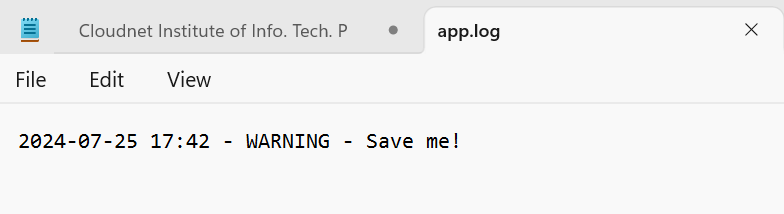 Cloudnet Institute of Info. Tech. P
app.log
File Edit View
2024-07-25 17:42 - WARNING - Save me!